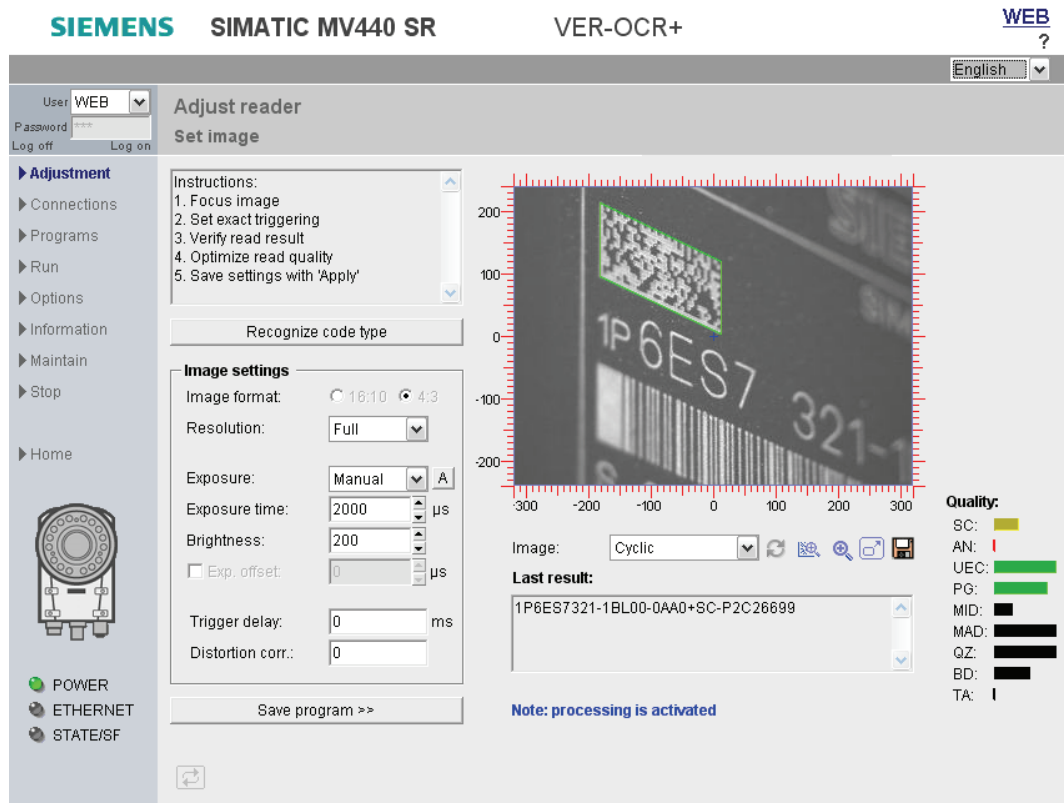 SIEMENS SIMATIC MV440 SR VER-OCR+ WEB
?
English
User WEB
Password ***
Log off Log on
Adjust reader
Set image
Adjustment
Connections
Programs
Run
Options
Information
Maintain
Stop
Home
POWER
ETHERNET
STATE/SF
Instructions:
1. Focus image
2. Set exact triggering
3. Verify read result
4. Optimize read quality
5. Save settings with 'Apply'
Recognize code type
Image settings
Image format: 16:10 4:3
Resolution: Full
Exposure: Manual A
Exposure time: 2000 µs
Brightness: 200
Exp. offset: 0 µs
Trigger delay: 0 ms
Distortion corr.: 0
Save program >>
200
100
0
-100
-200
-300 -200 -100 0 100 200 300
1P6ES7 321-1
Image: Cyclic
Last result:
1P6ES7321-1BL00-0AA0+SC-P2C26699
Note: processing is activated
Quality:
SC:
AN:
UEC:
PG:
MID:
MAD:
QZ:
BD:
TA: